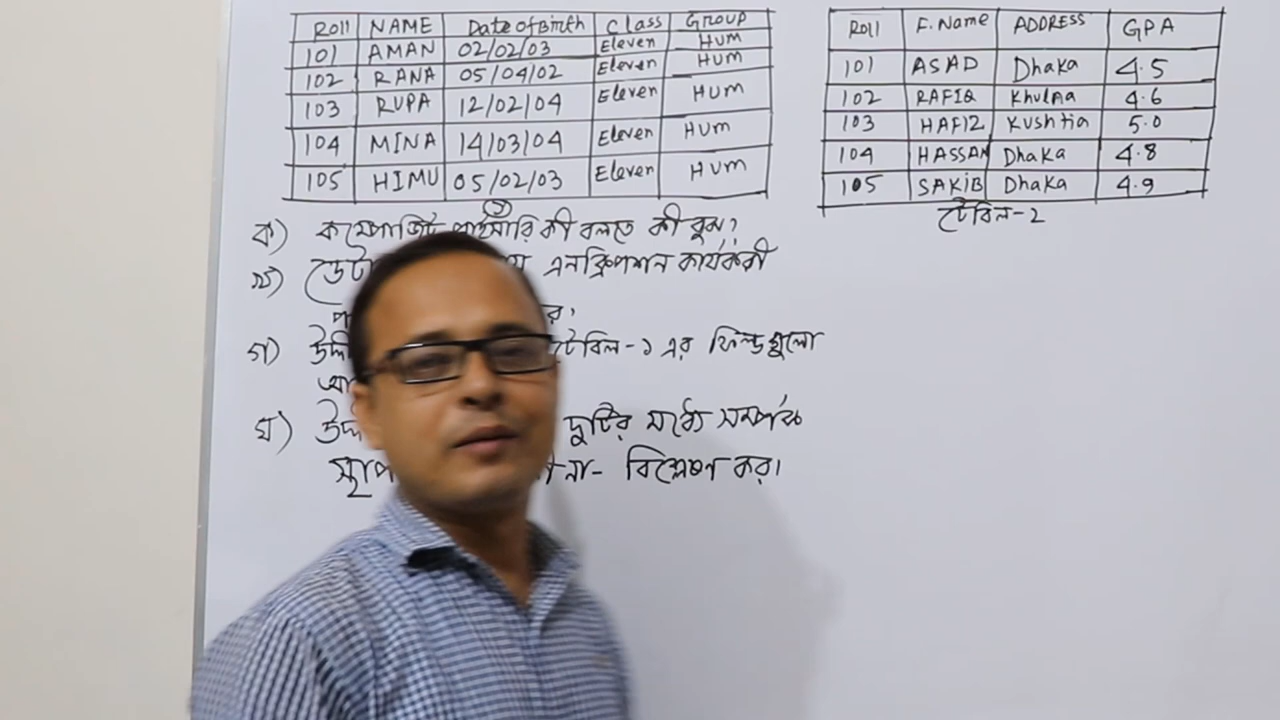 Roll NAME Date of Birth Class Group
101 AMAN 02/02/03 Eleven Hum
102 RANA 05/04/02 Eleven Hum
103 RUPA 12/02/04 Eleven Hum
104 MINA 14/03/04 Eleven Hum
105 HIMU 05/02/03 Eleven Hum
Roll F.Name ADDRESS GPA
101 ASAD Dhaka 4.5
102 RAFIQ Khulna 4.6
103 HAFIZ Kushtia 5.0
104 HASSAN Dhaka 4.8
105 SAKIB Dhaka 4.9
টেবিল-২
ক) কম্পোজিট প্রাইমারি কী বলতে কী বুঝ?
খ) এনক্রিপশন কার্যকরী
গ) টেবিল-১ এর ফিল্ডগুলো
ঘ) দুটির মধ্যে সম্পর্ক
না- বিশ্লেষণ কর।